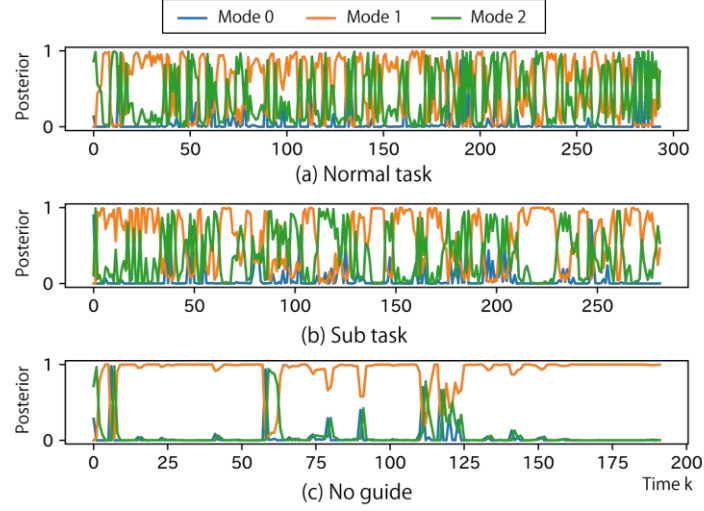 Mode 0 Mode 1 Mode 2
Posterior
1
0
0 50 100 150 200 250 300
(a) Normal task
Posterior
1
0
0 50 100 150 200 250
(b) Sub task
Posterior
1
0
0 25 50 75 100 125 150 175 200
Time k
(c) No guide